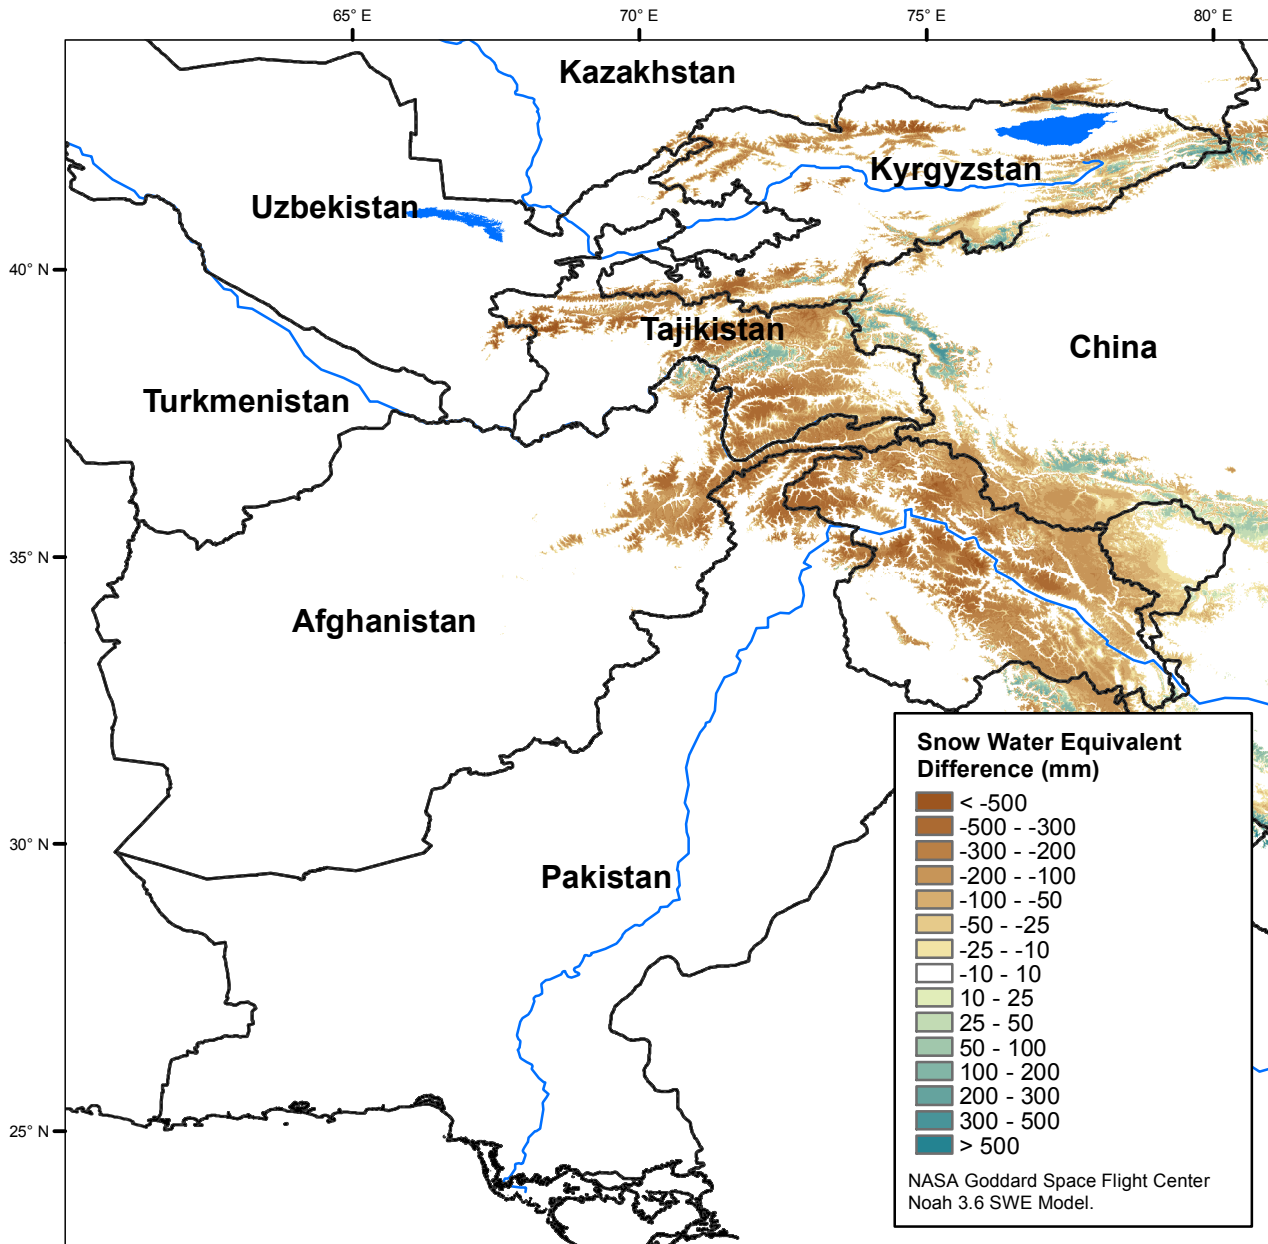 65° E
70° E
75° E
80° E
Kazakhstan
Kyrgyzstan
Uzbekistan
40° N
Tajikistan
China
Turkmenistan
35° N
Afghanistan
Snow Water Equivalent
Difference (mm)
< -500
-500 - -300
-300 - -200
-200 - -100
-100 - -50
-50 - -25
-25 - -10
-10 - 10
10 - 25
25 - 50
50 - 100
100 - 200
200 - 300
300 - 500
> 500
30° N
Pakistan
25° N
NASA Goddard Space Flight Center
Noah 3.6 SWE Model.